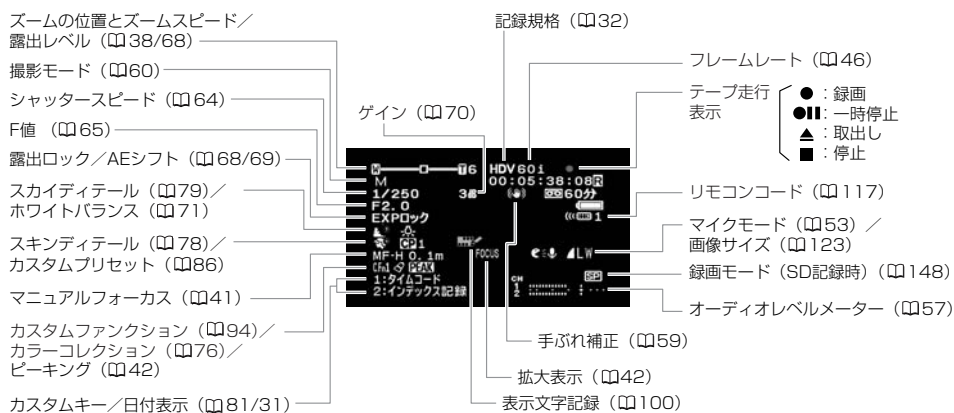 ズームの位置とズームスピード／
露出レベル（38/68）
撮影モード（60）
シャッタースピード（64）
F値 （65）
露出ロック／AEシフト（68/69）
スカイディテール（79）／
ホワイトバランス（71）
スキンディテール（78）／
カスタムプリセット（86）
マニュアルフォーカス（41）
カスタムファンクション（94）／
カラーコレクション（76）／
ピーキング（42）
カスタムキー／日付表示（81/31）
ゲイン（70）
W T6
M
1/250 3dB
F2.0
EXPロック
CP1
MF-H 0.1m
FOCUS
PEAK
1:タイムコード
2:インデックス記録
HDV60i
00:05:38:08R
60分
1
LW
SP
CH
1
2
記録規格（32）
フレームレート（46）
テープ走行
表示
●：録画
●❚❚：一時停止
▲：取出し
■：停止
リモコンコード（117）
マイクモード（53）／
画像サイズ（123）
録画モード（SD記録時）（148）
オーディオレベルメーター（57）
手ぶれ補正（59）
拡大表示（42）
表示文字記録（100）